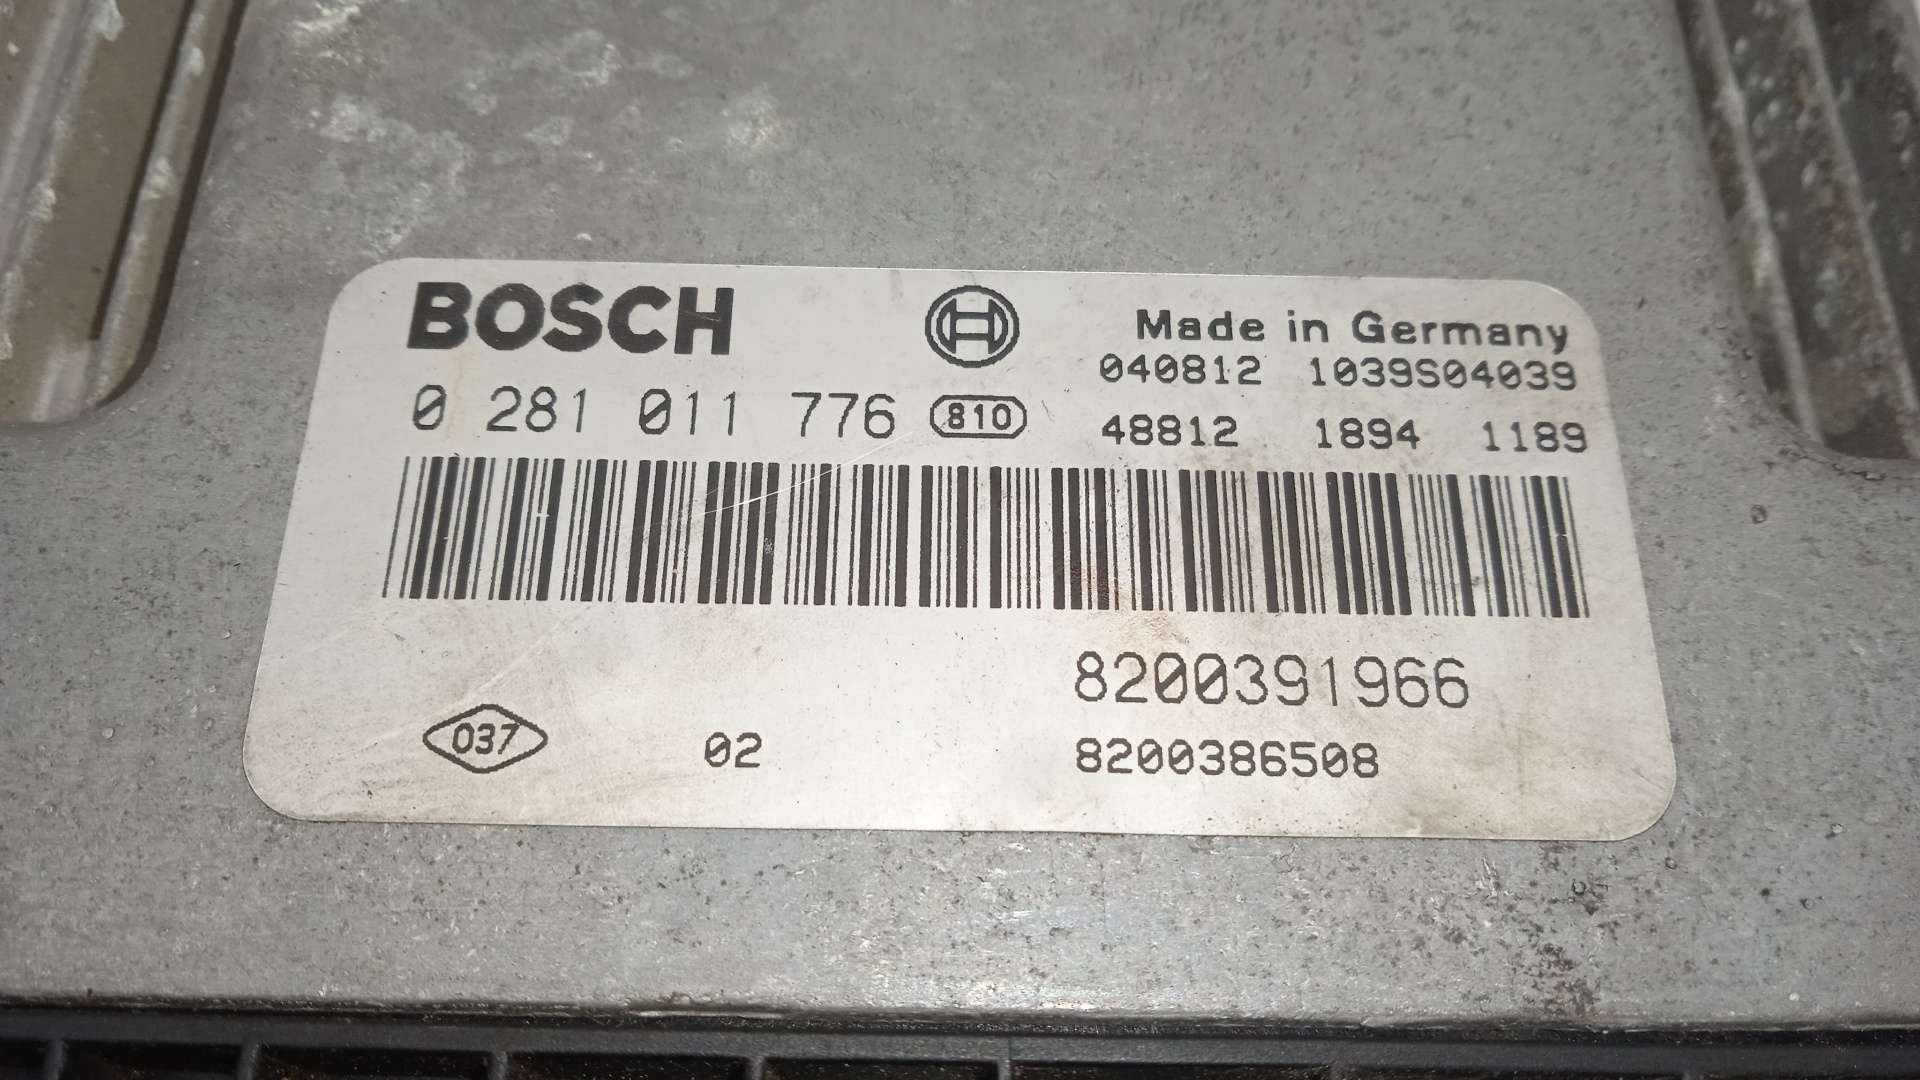 BOSCH
Made in Germany
040812 1039S04039
0 281 011 776 810
48812 1894 1189
8200391966
037 02 8200386508